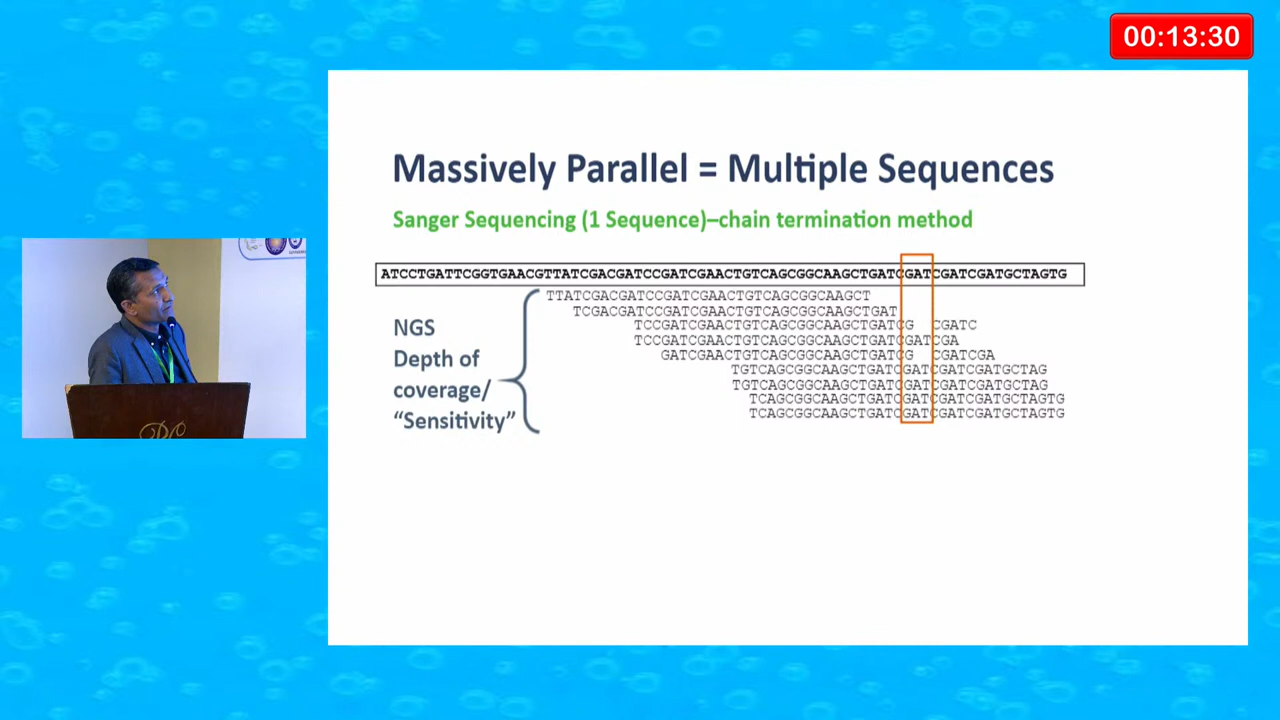 00:13:30
Massively Parallel = Multiple Sequences
Sanger Sequencing (1 Sequence)–chain termination method
ATCCTGATTCGGTGAACGTTATCGACGATCCGATCGAACTGTCAGCGGCAAGCTGATCGATCGATCGATGCTAGTG
TTATCGACGATCCGATCGAACTGTCAGCGGCAAGCT
TCGACGATCCGATCGAACTGTCAGCGGCAAGCTGAT
TCCGATCGAACTGTCAGCGGCAAGCTGATCG CGATC
TCCGATCGAACTGTCAGCGGCAAGCTGATCGATCGA
GATCGAACTGTCAGCGGCAAGCTGATCG CGATCGA
TGTCAGCGGCAAGCTGATCGATCGATCGATGCTAG
TGTCAGCGGCAAGCTGATCGATCGATCGATGCTAG
TCAGCGGCAAGCTGATCGATCGATCGATGCTAGTG
TCAGCGGCAAGCTGATCGATCGATCGATGCTAGTG
NGS
Depth of
coverage/
“Sensitivity”